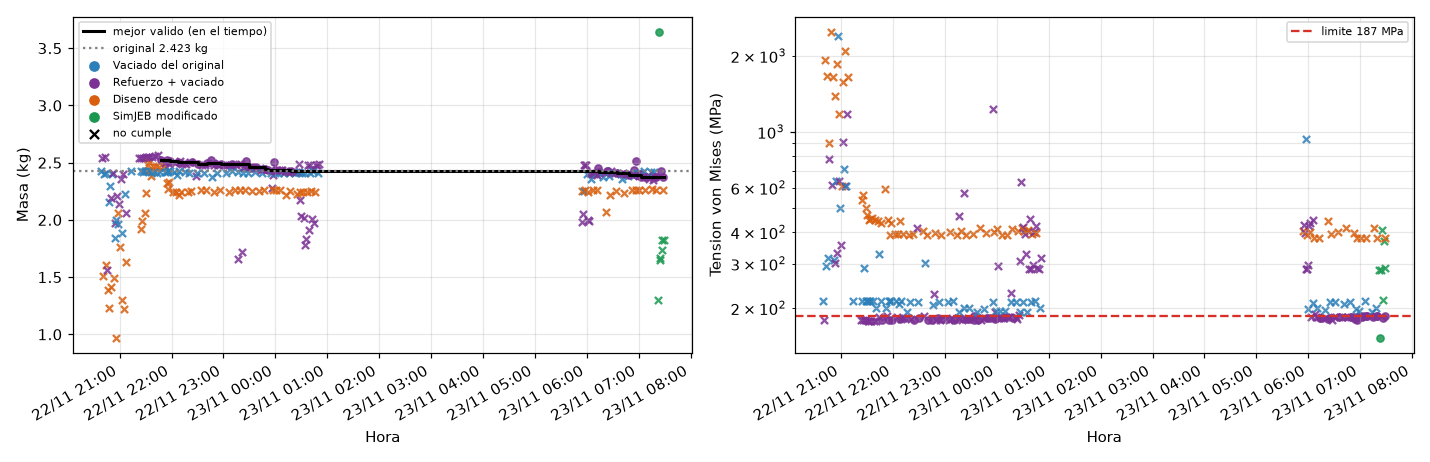 3.5
3.0
2.5
2.0
1.5
1.0
Masa (kg)
mejor valido (en el tiempo)
original 2.423 kg
Vaciado del original
Refuerzo + vaciado
Diseno desde cero
SimJEB modificado
no cumple
22/11 21:00
22/11 22:00
22/11 23:00
23/11 00:00
23/11 01:00
23/11 02:00
23/11 03:00
23/11 04:00
23/11 05:00
23/11 06:00
23/11 07:00
23/11 08:00
Hora
2 × 10³
10³
6 × 10²
4 × 10²
3 × 10²
2 × 10²
Tension von Mises (MPa)
limite 187 MPa
22/11 21:00
22/11 22:00
22/11 23:00
23/11 00:00
23/11 01:00
23/11 02:00
23/11 03:00
23/11 04:00
23/11 05:00
23/11 06:00
23/11 07:00
23/11 08:00
Hora